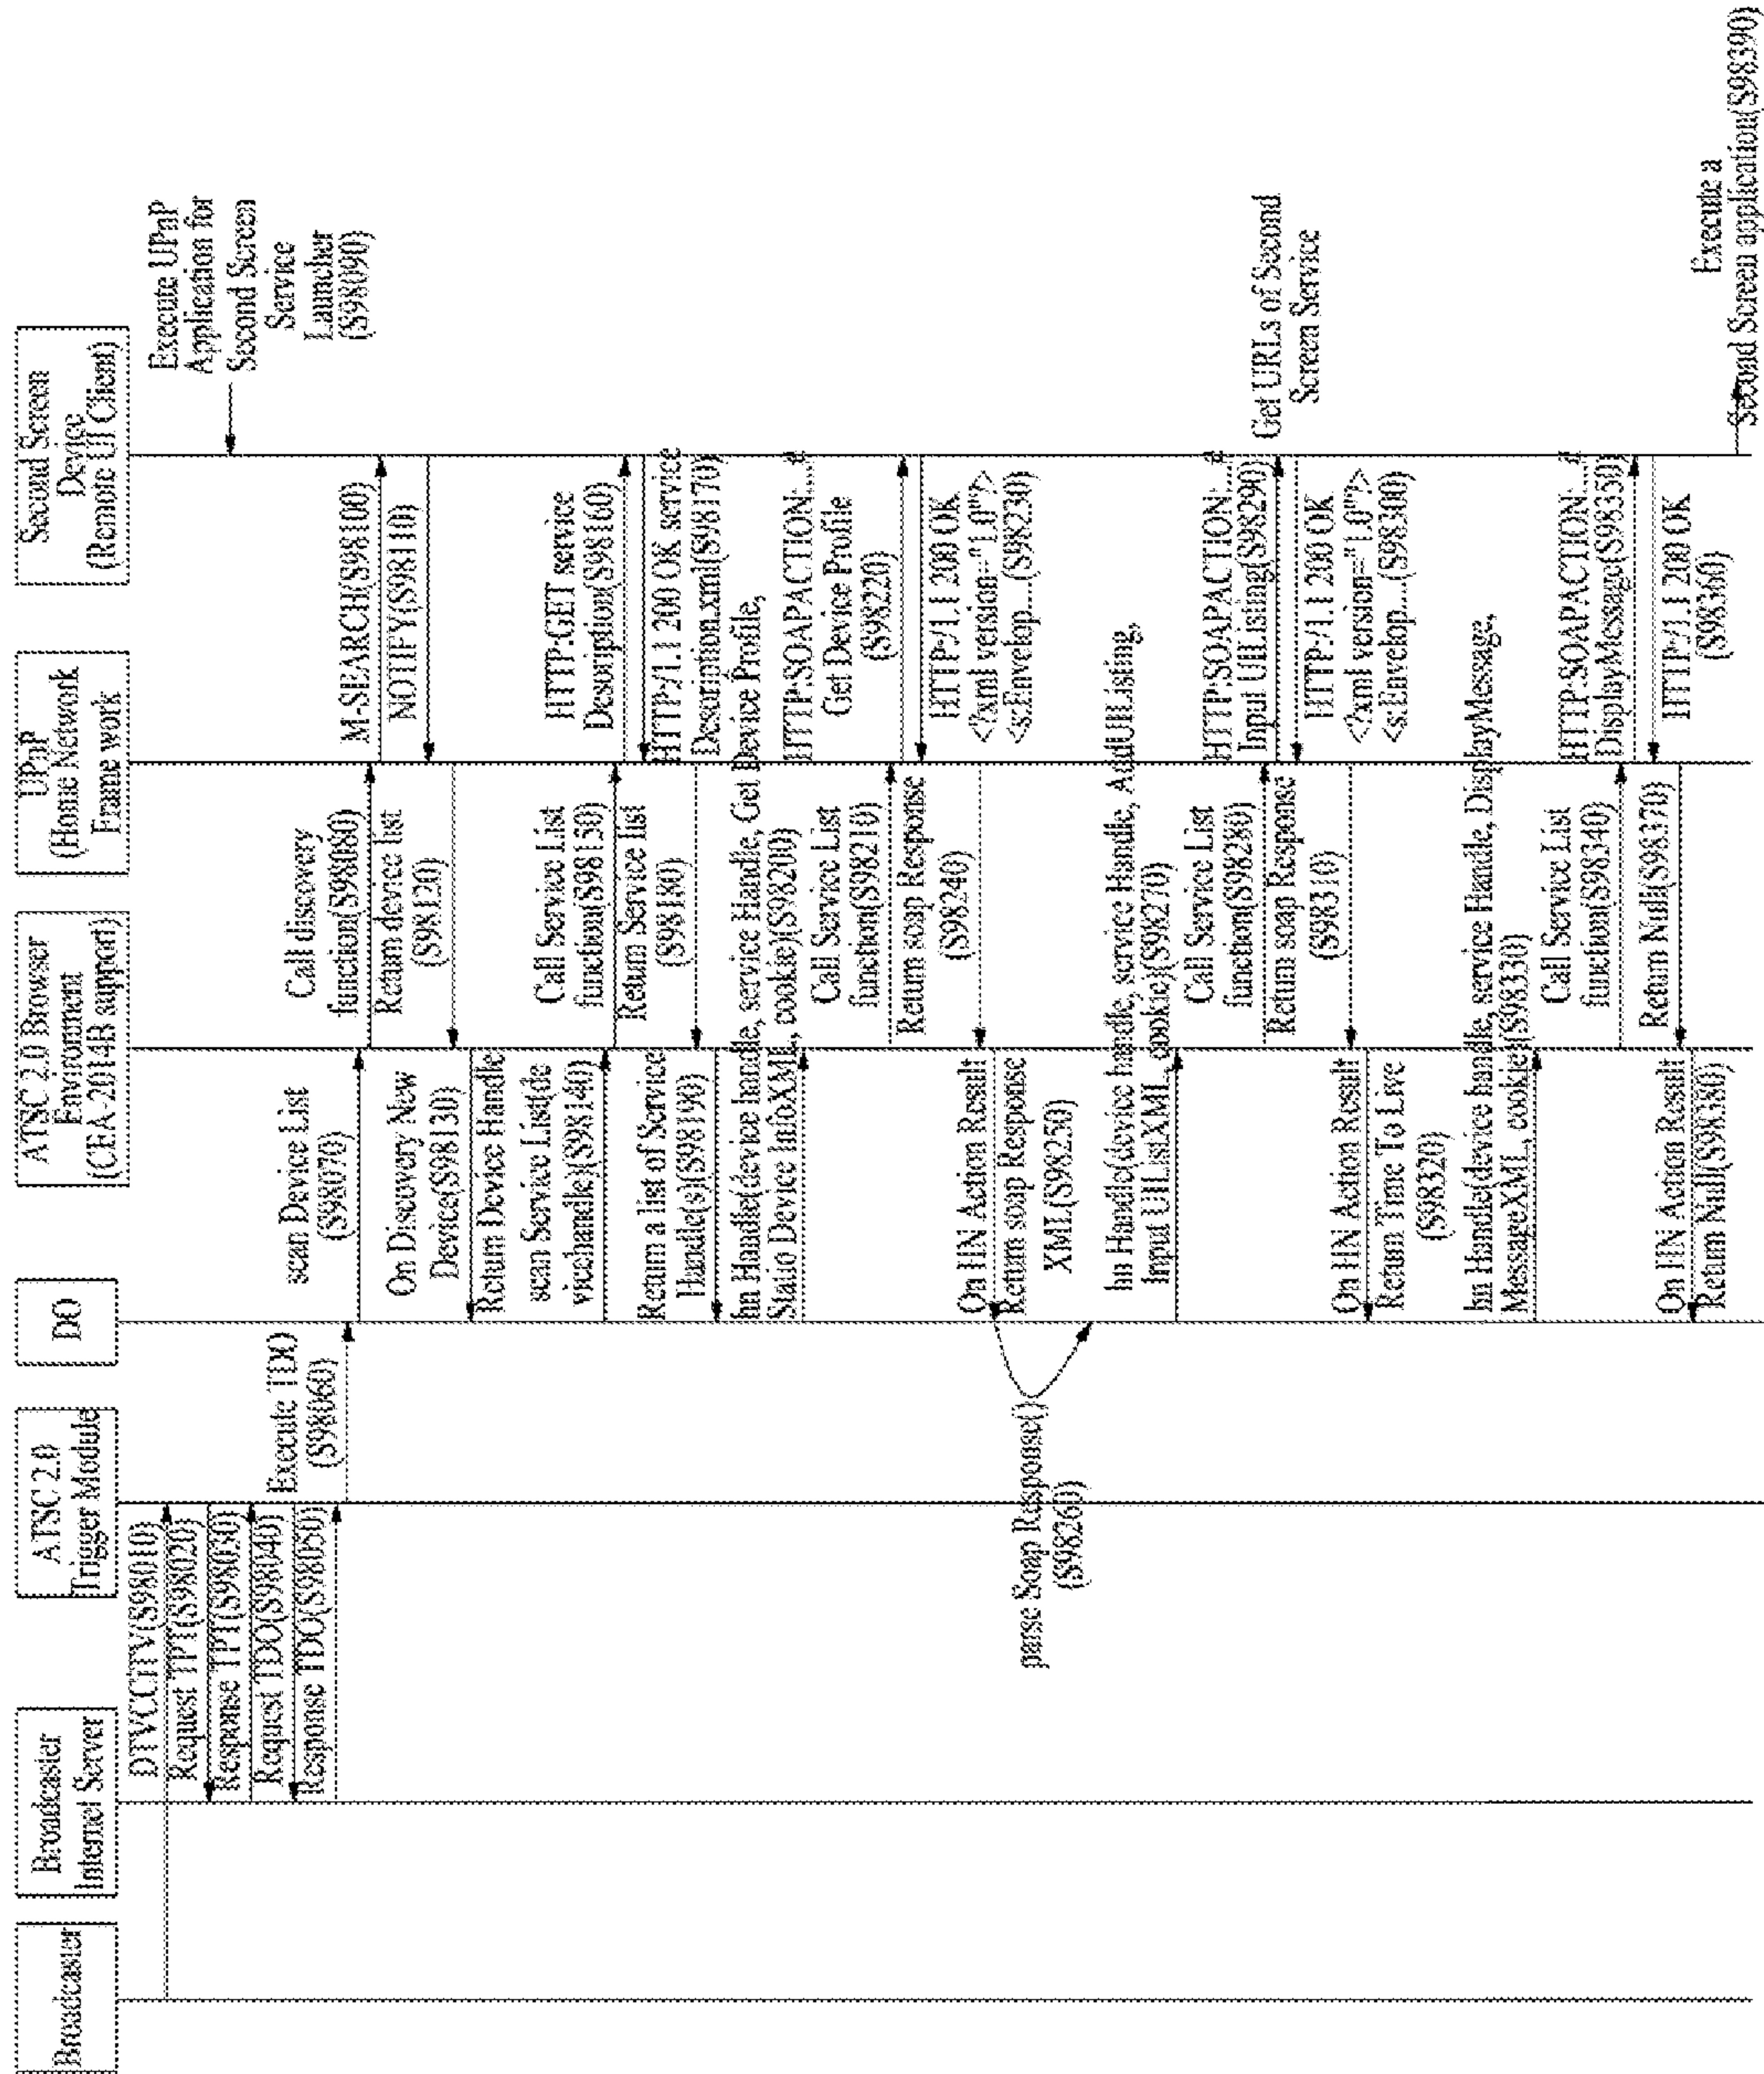 Broadcaster
Broadcaster
Internet Server
ATSC 2.0
Trigger Module
DO
ATSC 2.0 Browser
Environment
(CEA-2014B support)
UPnP
(Home Network
Frame work
Second Screen
Device
(Remote UI Client)
DTVCCiTV(S98010)
Request TPT(S98020)
Response TPT(S98030)
Request TDO(S98040)
Response TDO(S98050)
Execute TDO
(S98060)
scan Device List
(S98070)
Call discovery
function(S98080)
Execute UPnP
Application for
Second Screen
Service
Launcher
(S98090)
M-SEARCH(S98100)
NOTIFY(S98110)
Return device list
(S98120)
On Discovery New
Device(S98130)
Return Device Handle
scan Service List(de
vicehandle)(S98140)
Call Service List
function(S98150)
HTTP:GET service
Description(S98160)
HTTP:/1.1 200 OK service
Description.xml(S98170)
Return Service list
(S98180)
Return a list of Service
Handle(s)(S98190)
hn Handle(device handle, service Handle, Get Device Profile,
Static Device InfoXML, cookie)(S98200)
Call Service List
function(S98210)
HTTP:SOAPACTION:...#
Get Device Profile
(S98220)
HTTP:/1.1 200 OK
<?xml version="1.0"?>
<s:Envelop...(S98230)
Return soap Response
(S98240)
On HN Action Result
Return soap Response
XML(S98250)
parse Soap Response()
(S98260)
hn Handle(device handle, service Handle, AddUIListing,
Input UIListXML, cookie)(S98270)
Call Service List
function(S98280)
HTTP:SOAPACTION:...#
Input UIListing(S98290)
Get URLs of Second
Screen Service
HTTP:/1.1 200 OK
<?xml version="1.0"?>
<s:Envelop...(S98300)
Return soap Response
(S98310)
On HN Action Result
Return Time To Live
(S98320)
hn Handle(device handle, service Handle, DisplayMessage,
MessageXML, cookie)(S98330)
Call Service List
function(S98340)
HTTP:SOAPACTION:...#
DisplayMessage(S98350)
HTTP:/1.1 200 OK
(S98360)
Return Null(S98370)
On HN Action Result
Return Null(S98380)
Execute a
Second Screen application(S98390)